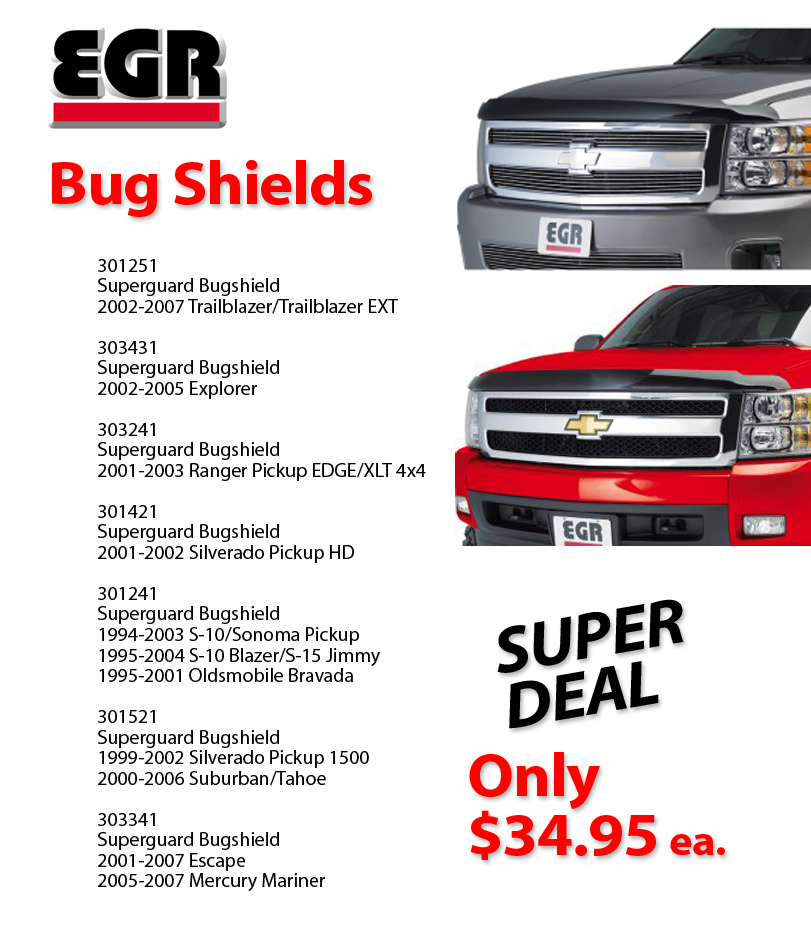 EGR
Bug Shields
301251
Superguard Bugshield
2002-2007 Trailblazer/Trailblazer EXT
303431
Superguard Bugshield
2002-2005 Explorer
303241
Superguard Bugshield
2001-2003 Ranger Pickup EDGE/XLT 4x4
301421
Superguard Bugshield
2001-2002 Silverado Pickup HD
301241
Superguard Bugshield
1994-2003 S-10/Sonoma Pickup
1995-2004 S-10 Blazer/S-15 Jimmy
1995-2001 Oldsmobile Bravada
301521
Superguard Bugshield
1999-2002 Silverado Pickup 1500
2000-2006 Suburban/Tahoe
303341
Superguard Bugshield
2001-2007 Escape
2005-2007 Mercury Mariner
EGR
EGR
SUPER
DEAL
Only
$34.95 ea.